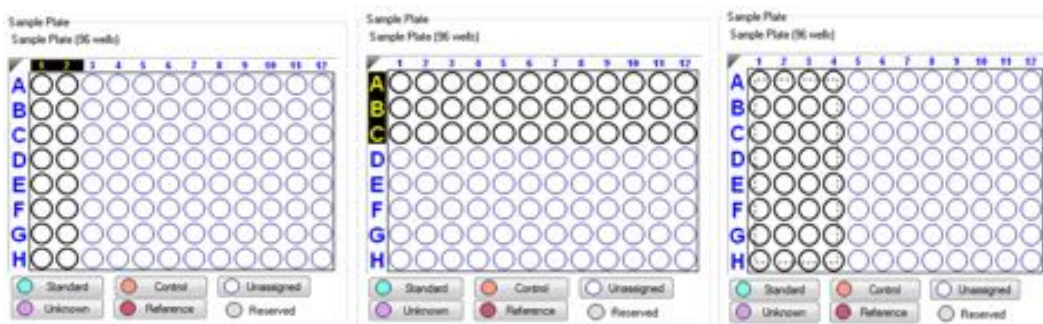 Sample Plate
Sample Plate (96 wells)
1 2 3 4 5 6 7 8 9 10 11 12
A
B
C
D
E
F
G
H
Standard Control Unassigned
Unknown Reference Reserved
Sample Plate
Sample Plate (96 wells)
1 2 3 4 5 6 7 8 9 10 11 12
A
B
C
D
E
F
G
H
Standard Control Unassigned
Unknown Reference Reserved
Sample Plate
Sample Plate (96 wells)
1 2 3 4 5 6 7 8 9 10 11 12
A
B
C
D
E
F
G
H
Standard Control Unassigned
Unknown Reference Reserved